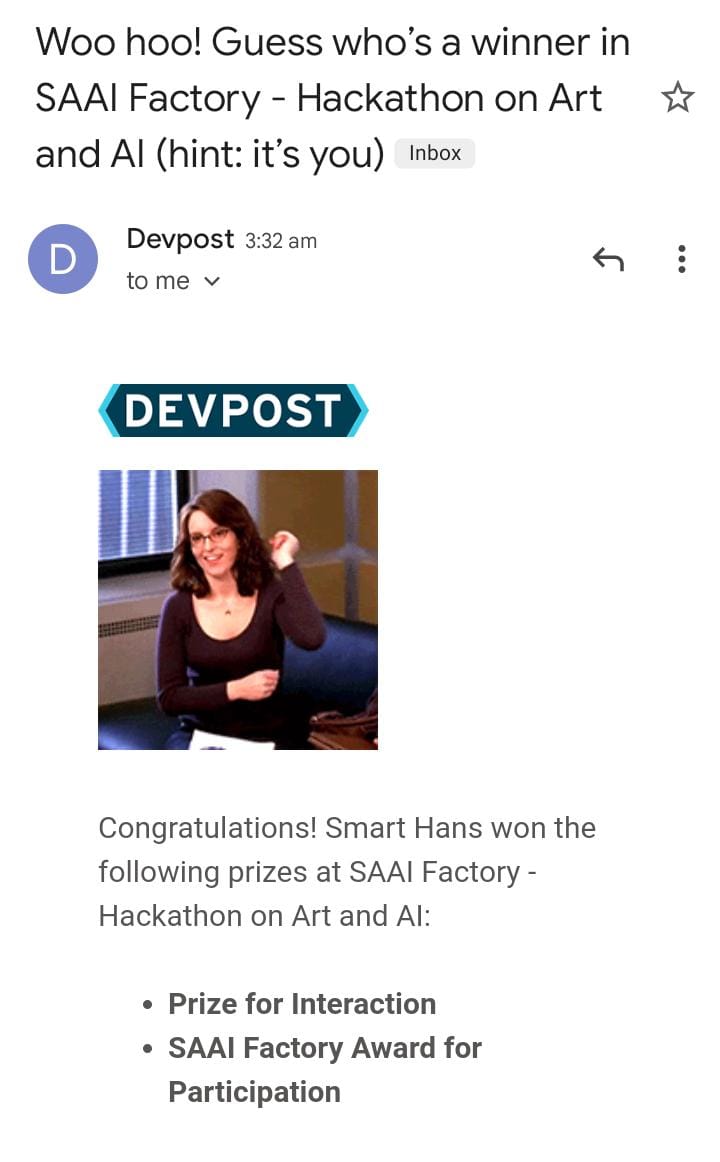 Woo hoo! Guess who’s a winner in
SAAI Factory - Hackathon on Art
and AI (hint: it’s you) Inbox
D
Devpost 3:32 am
to me
DEVPOST
Congratulations! Smart Hans won the
following prizes at SAAI Factory -
Hackathon on Art and AI:
• Prize for Interaction
• SAAI Factory Award for
Participation